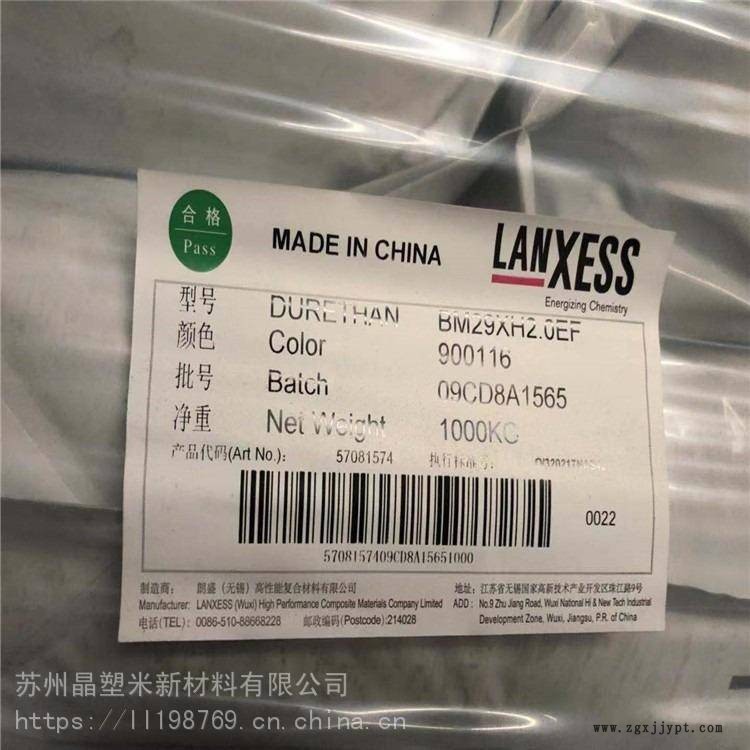 合格
Pass
MADE IN CHINA
LANXESS
Energizing Chemistry
型号 DURETHAN BM29XH2.0EF
颜色 Color 900116
批号 Batch 09CD8A1565
净重 Net Weight 1000KG
产品代码(Art No.): 57081574 执行标准号:
0022
5708157409CD8A15651000
制造商: 朗盛(无锡)高性能复合材料有限公司
Manufacturer: LANXESS (Wuxi) High Performance Composite Materials Company Limited
电话(TEL): 0086-510-88668228 邮政编码(Postcode):214028
地址: 江苏省无锡国家高新技术产业开发区珠江路9号
ADD: No.9 Zhu Jiang Road, Wuxi National Hi & New Tech Industrial
Development Zone, Wuxi, Jiangsu, P.R. of China
苏州晶塑米新材料有限公司
https://l1198769.cn.china.cn
www.zgxjjypt.com